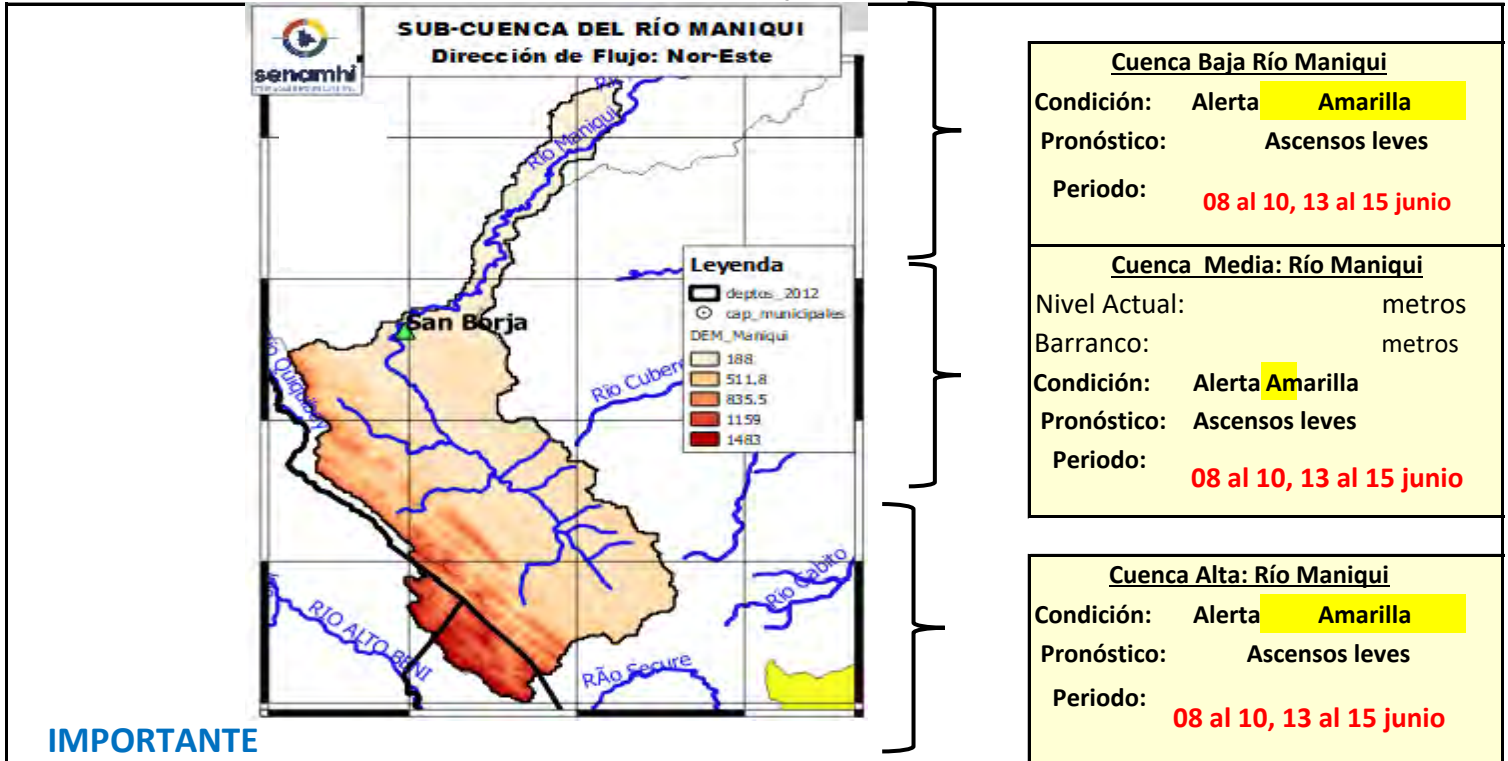 SUB-CUENCA DEL RÍO MANIQUI
Dirección de Flujo: Nor-Este
senamhi
Río Maniqui
San Borja
Río Cubere
Río Quiquibey
RIO ALTO BENI
RÃo Secure
Río Cabito
Leyenda
deptos_2012
cap_municipales
DEM_Maniqui
188
511.8
835.5
1159
1483
Cuenca Baja Río Maniqui
Condición: Alerta Amarilla
Pronóstico: Ascensos leves
Periodo: 08 al 10, 13 al 15 junio
Cuenca Media: Río Maniqui
Nivel Actual: metros
Barranco: metros
Condición: Alerta Amarilla
Pronóstico: Ascensos leves
Periodo: 08 al 10, 13 al 15 junio
Cuenca Alta: Río Maniqui
Condición: Alerta Amarilla
Pronóstico: Ascensos leves
Periodo: 08 al 10, 13 al 15 junio
IMPORTANTE